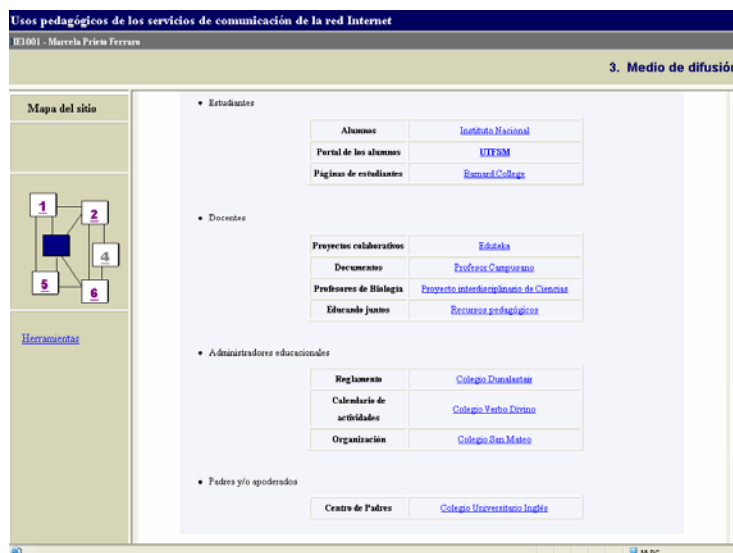 Usos pedagógicos de los servicios de comunicación de la red Internet
IE1001 - Marcela Prieto Ferraro
3. Medio de difusión
Mapa del sitio
1
2
4
5
6
Herramientas
• Estudiantes
Alumnos Instituto Nacional
Portal de los alumnos UTFSM
Páginas de estudiantes Barnard College
• Docentes
Proyectos colaborativos Eduteka
Documentos Profesor Campusano
Profesores de Biología Proyecto interdisciplinario de Ciencias
Educando juntos Recursos pedagógicos
• Administradores educacionales
Reglamento Colegio Dunalastair
Calendario de
actividades Colegio Verbo Divino
Organización Colegio San Mateo
• Padres y/o apoderados
Centro de Padres Colegio Universitario Inglés